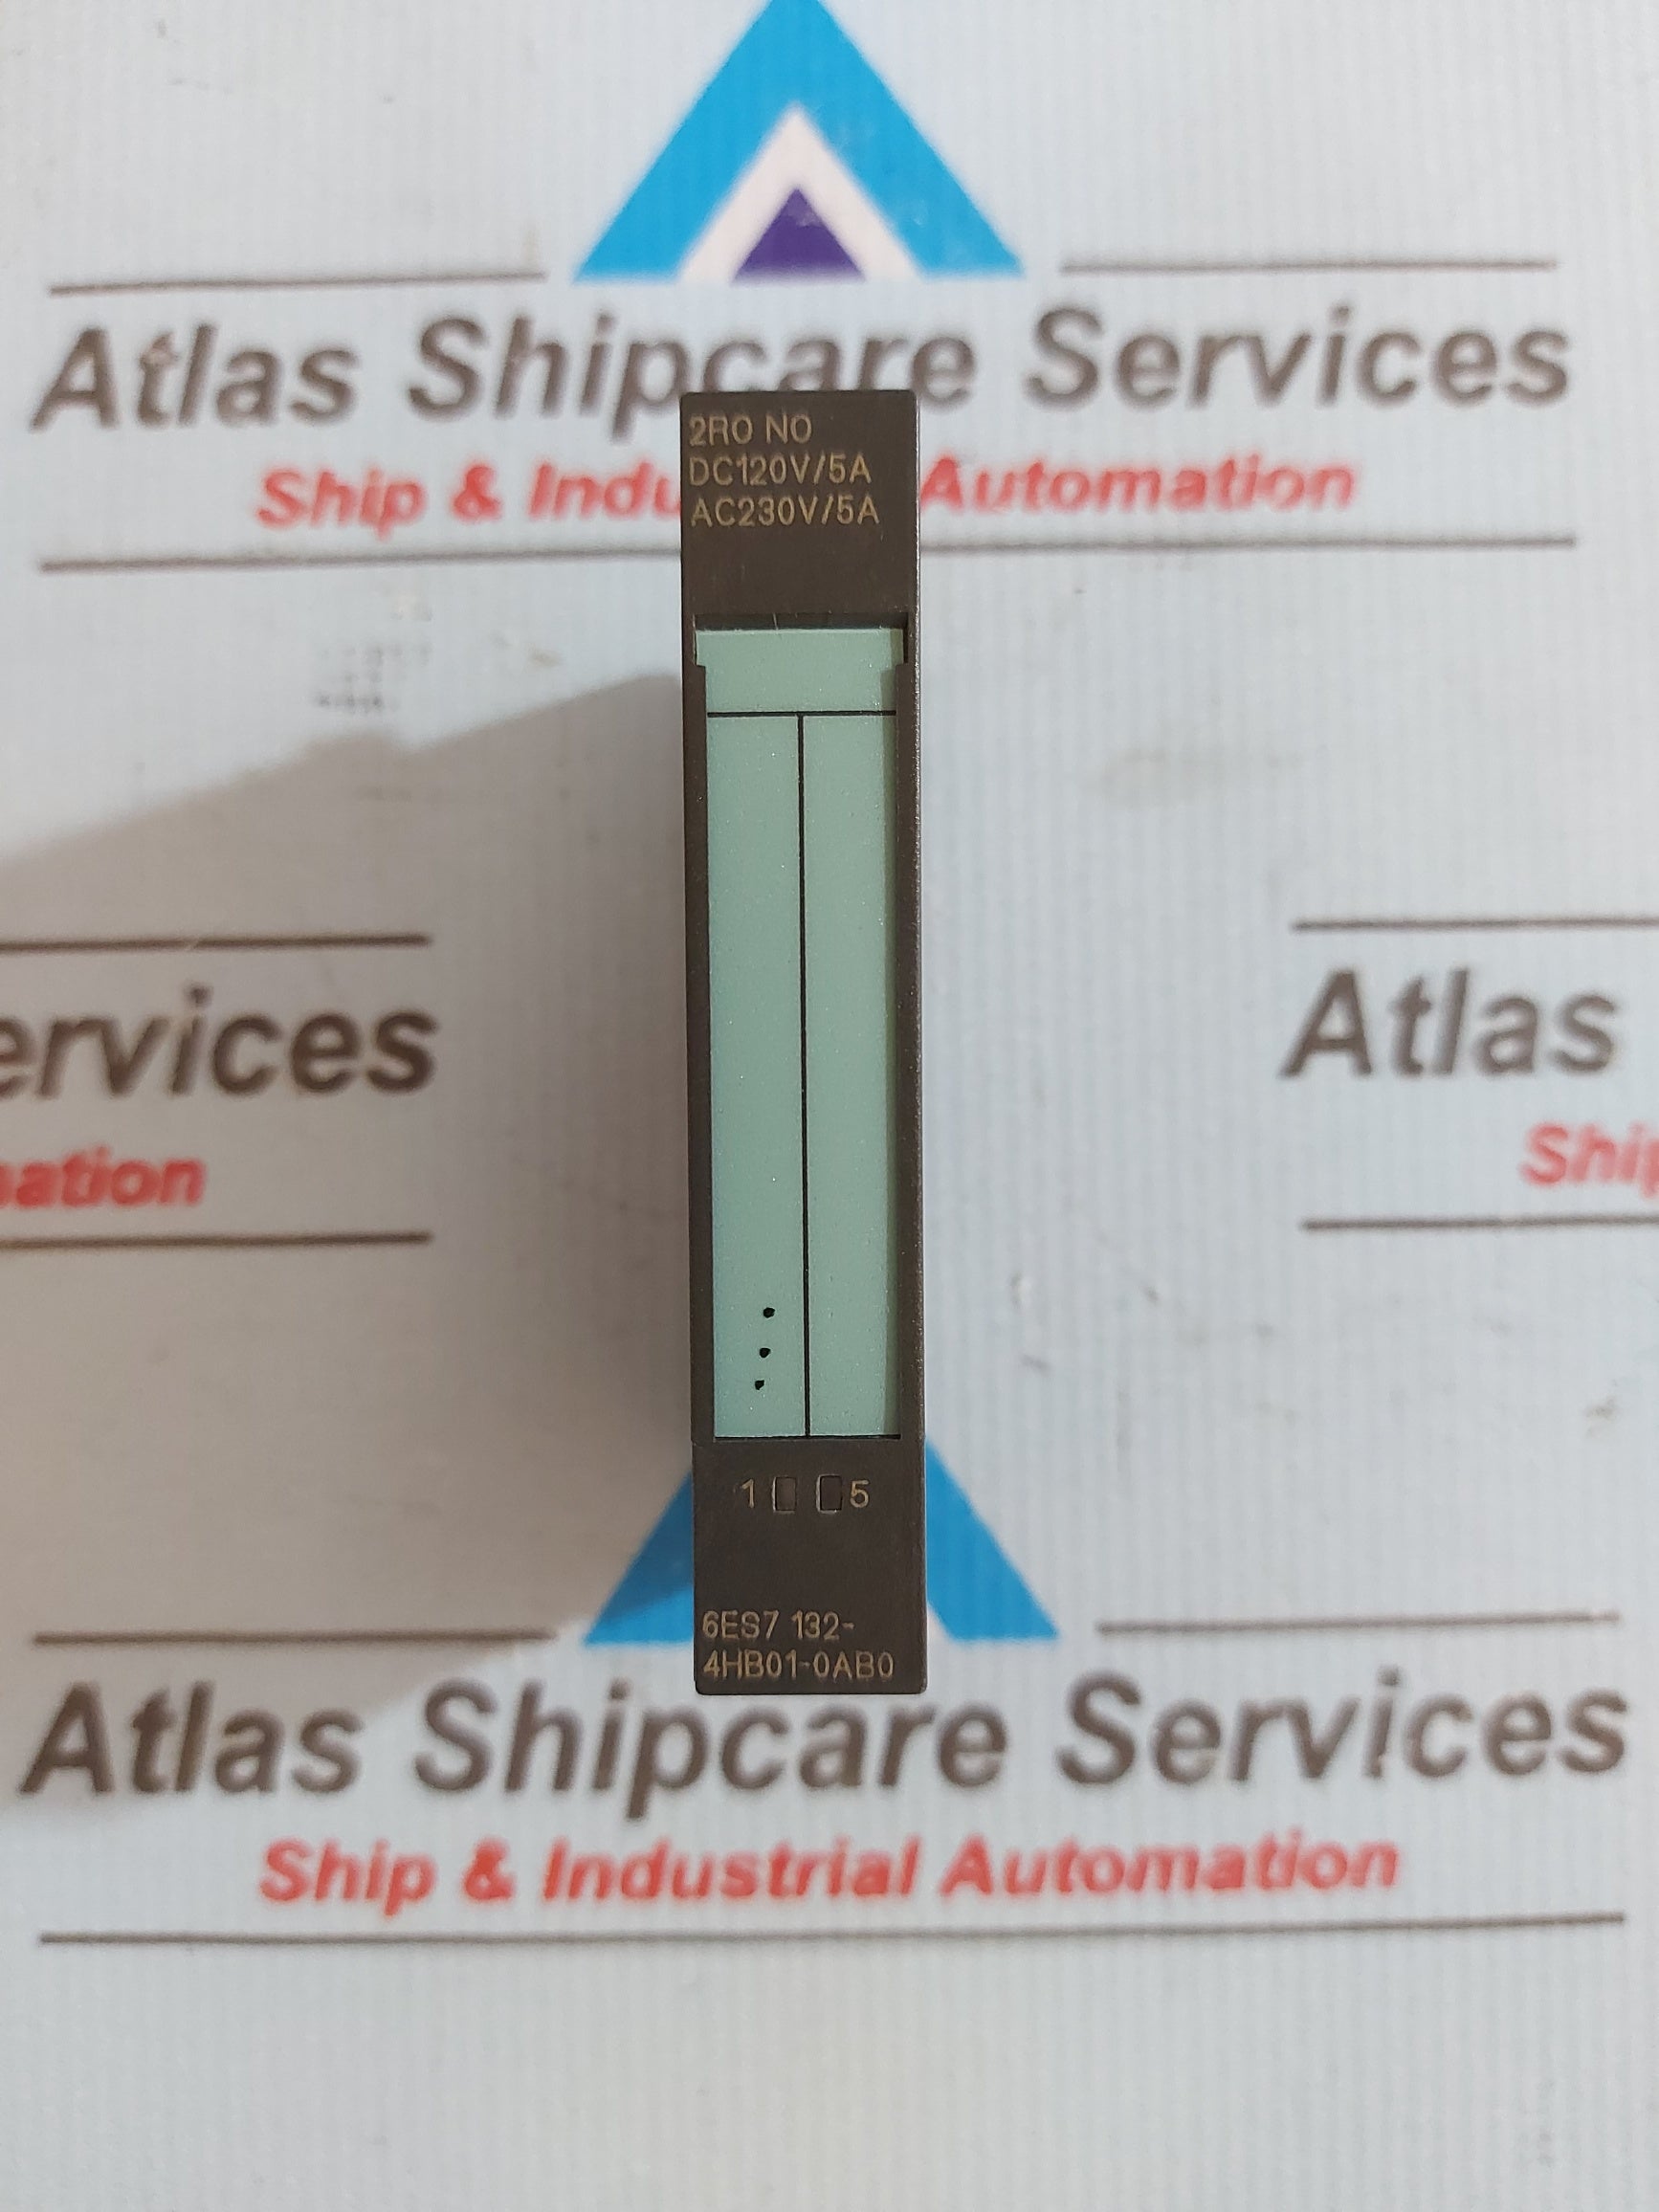 Atlas Shipcare Services
Ship & Indu Automation
2RO NO
DC120V/5A
AC230V/5A
ervices
Atlas
ation
Ship
1 5
6ES7 132-
4HB01-0AB0
Atlas Shipcare Services
Ship & Industrial Automation